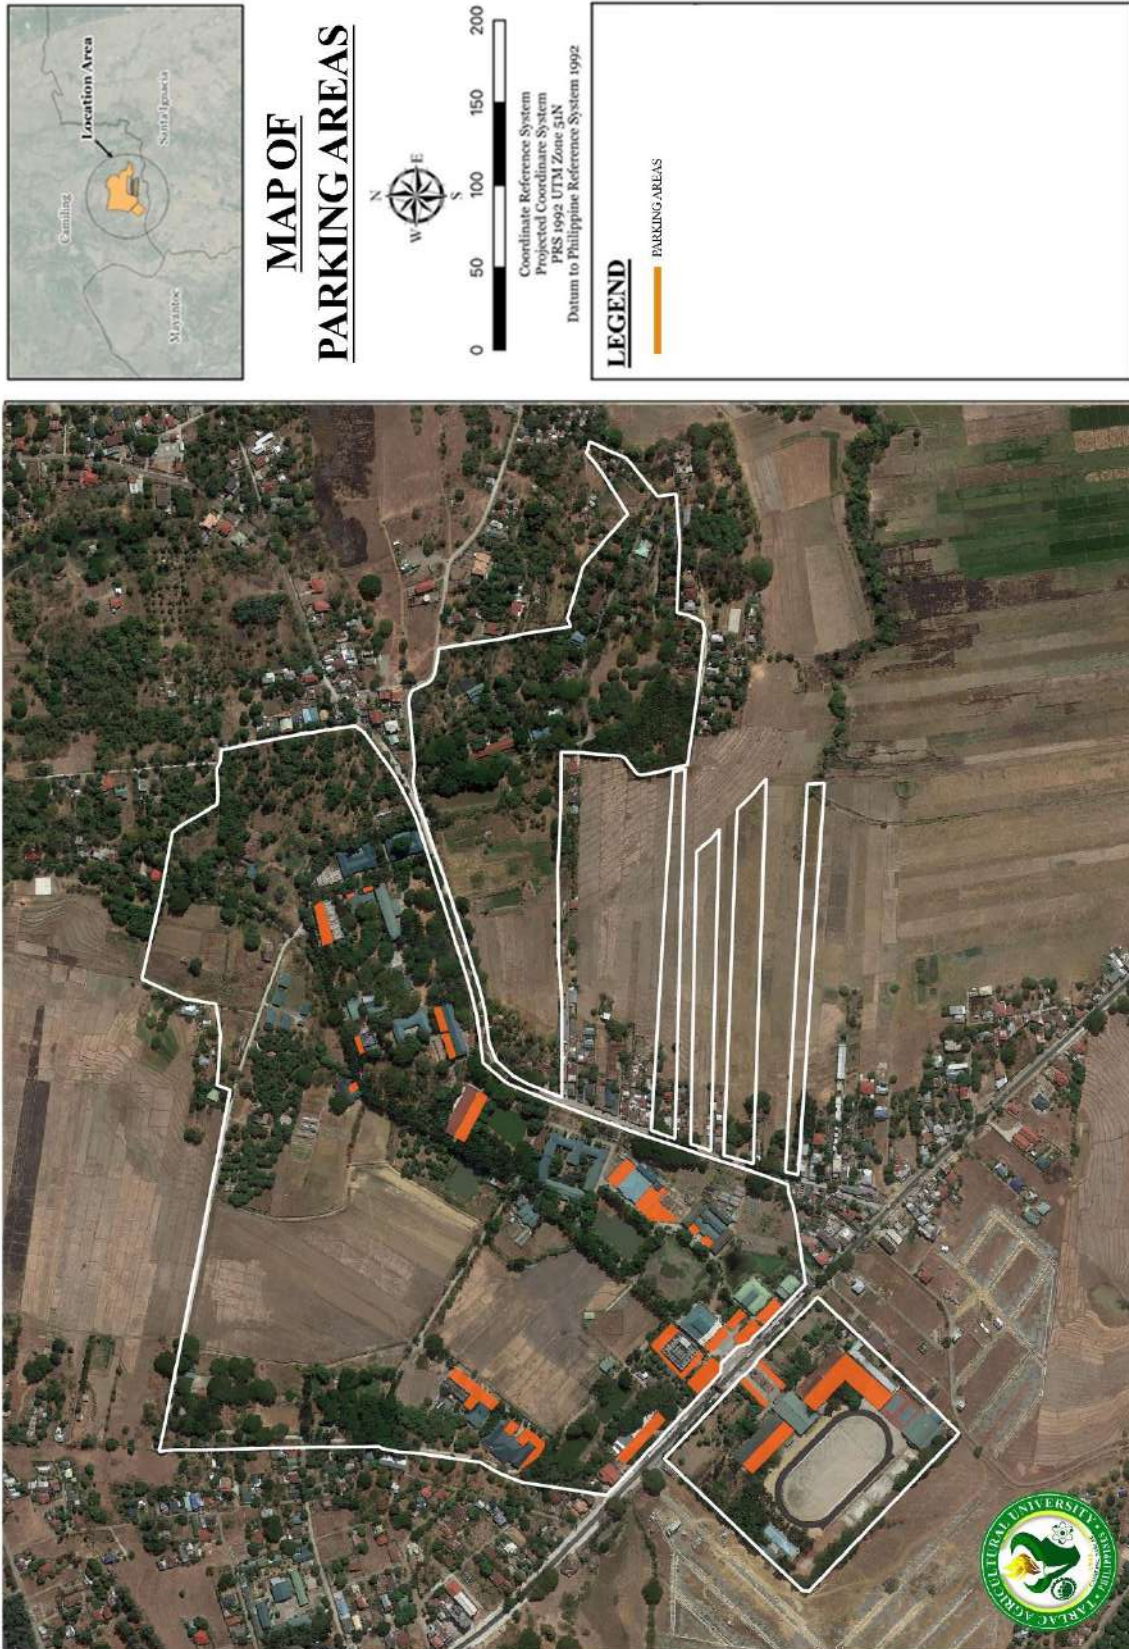 Camiling
Location Area
Santa Ignacia
Mayantoc
MAP OF
PARKING AREAS
N
W
E
S
0
50
100
150
200
Coordinate Reference System
Projected Coordinare System
PRS 1992 UTM Zone 51N
Datum to Philippine Reference System 1992
LEGEND
PARKING AREAS
TARLAC AGRICULTURAL UNIVERSITY • PHILIPPINES •